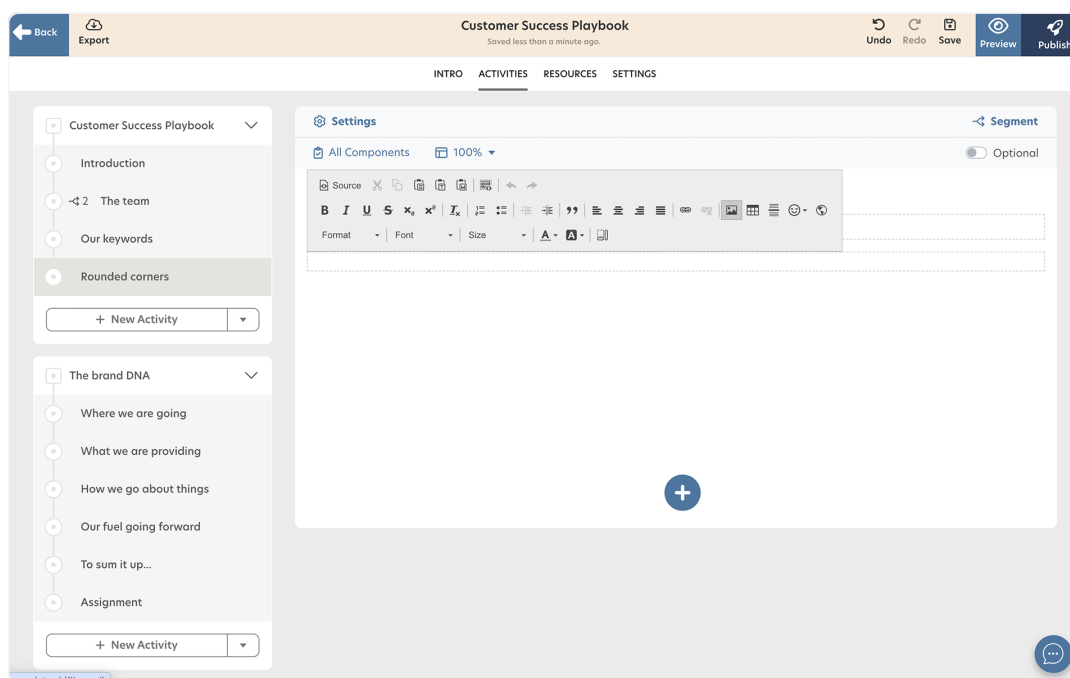 Back
Export
Customer Success Playbook
Saved less than a minute ago.
Undo
Redo
Save
Preview
Publish
INTRO
ACTIVITIES
RESOURCES
SETTINGS
Customer Success Playbook
Introduction
2 The team
Our keywords
Rounded corners
+ New Activity
The brand DNA
Where we are going
What we are providing
How we go about things
Our fuel going forward
To sum it up...
Assignment
+ New Activity
Settings
Segment
All Components
100%
Optional
Source
B I U S x₂ x² Tx
Format
Font
Size
A
A